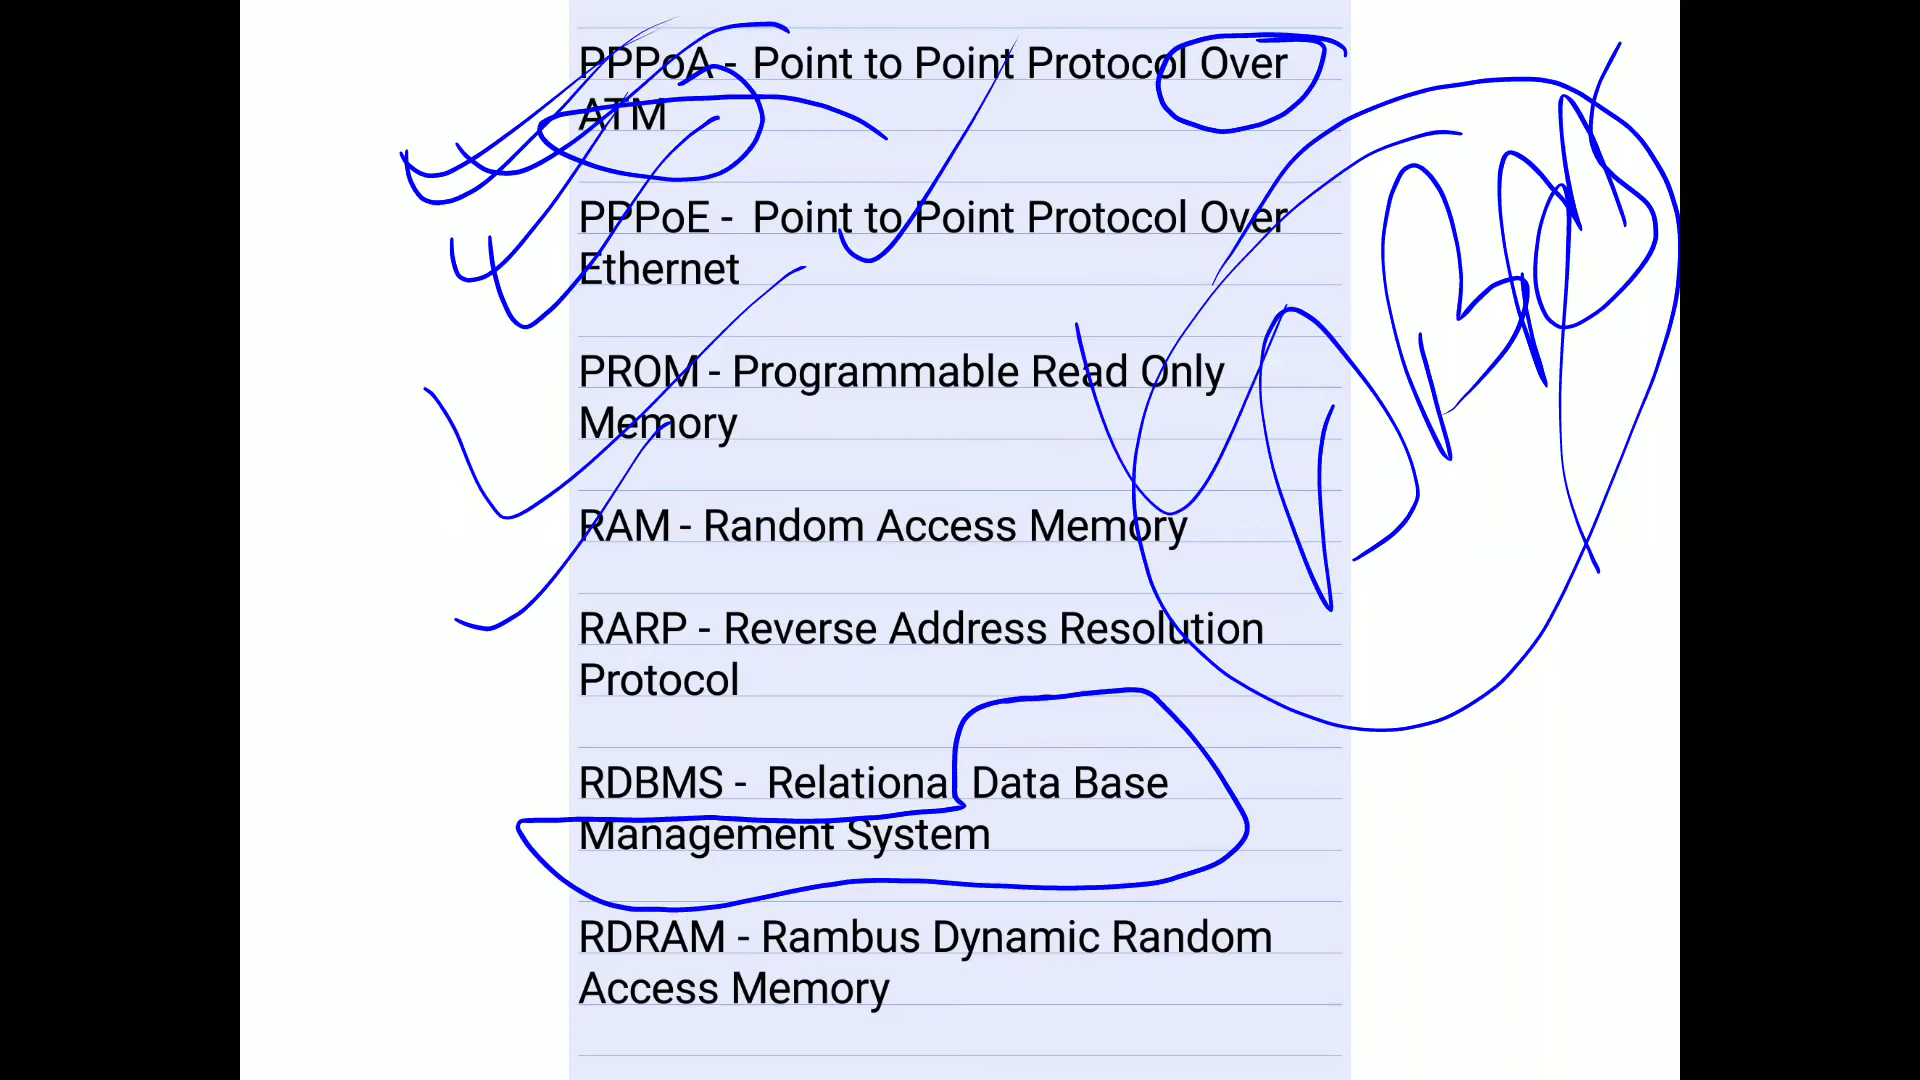 PPPoA - Point to Point Protocol Over
ATM
PPPoE - Point to Point Protocol Over
Ethernet
PROM - Programmable Read Only
Memory
RAM - Random Access Memory
RARP - Reverse Address Resolution
Protocol
RDBMS - Relational Data Base
Management System
RDRAM - Rambus Dynamic Random
Access Memory